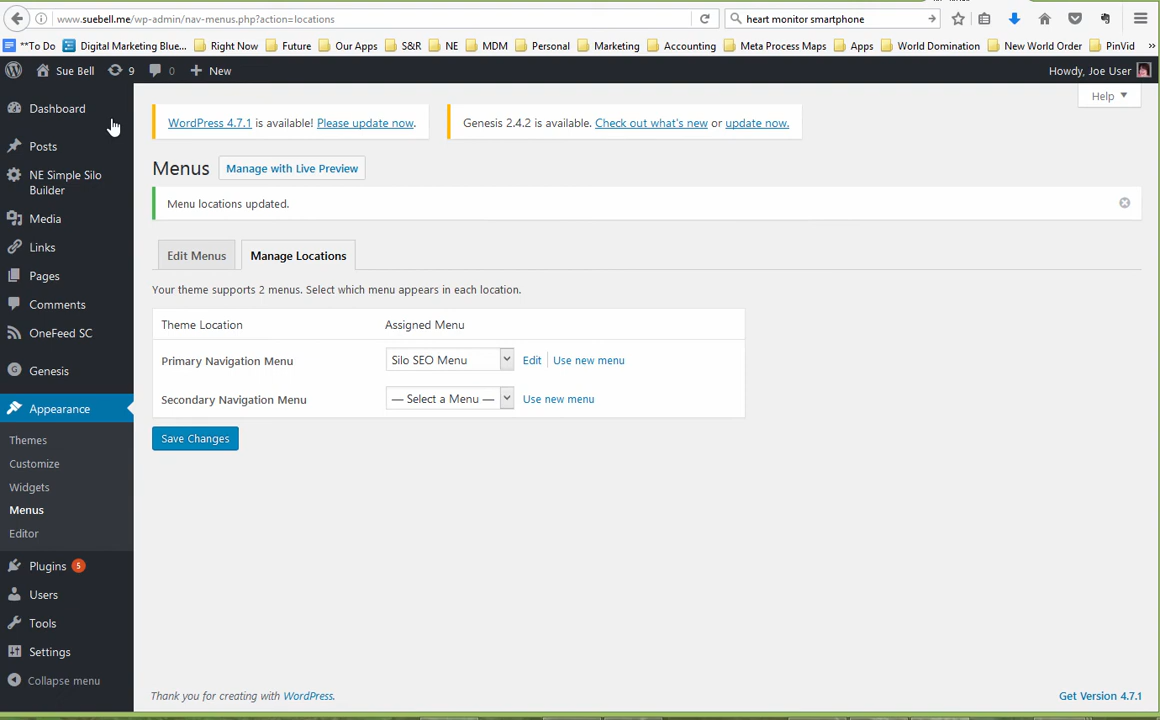 www.suebell.me/wp-admin/nav-menus.php?action=locations
heart monitor smartphone
**To Do
Digital Marketing Blue...
Right Now
Future
Our Apps
S&R
NE
MDM
Personal
Marketing
Accounting
Meta Process Maps
Apps
World Domination
New World Order
PinVid
»
Sue Bell
9
0
New
Howdy, Joe User
Help
Dashboard
Posts
NE Simple Silo
Builder
Media
Links
Pages
Comments
OneFeed SC
Genesis
Appearance
Themes
Customize
Widgets
Menus
Editor
Plugins 5
Users
Tools
Settings
Collapse menu
WordPress 4.7.1 is available! Please update now.
Genesis 2.4.2 is available. Check out what's new or update now.
Menus
Manage with Live Preview
Menu locations updated.
Edit Menus
Manage Locations
Your theme supports 2 menus. Select which menu appears in each location.
Theme Location
Assigned Menu
Primary Navigation Menu
Silo SEO Menu
Edit
Use new menu
Secondary Navigation Menu
— Select a Menu —
Use new menu
Save Changes
Thank you for creating with WordPress.
Get Version 4.7.1